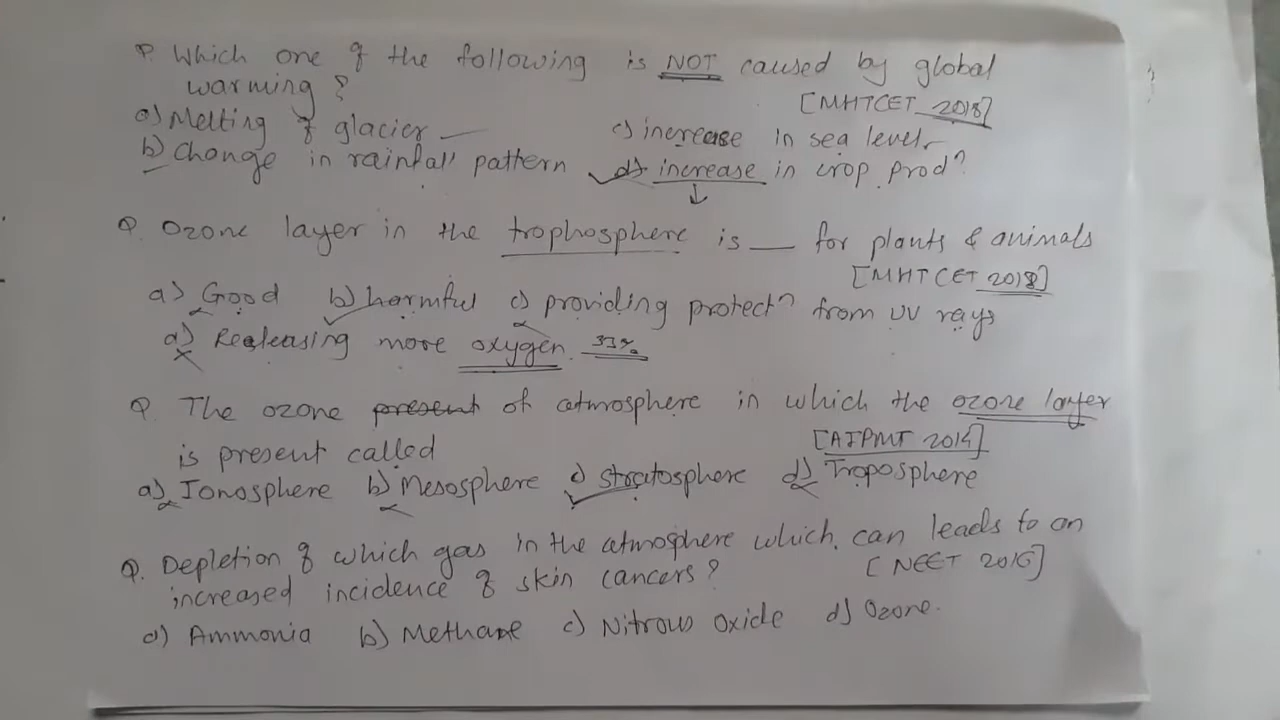 Q. Which one of the following is NOT caused by global
warming?
[MHTCET 2018]
a) Melting of glacier c) increase in sea level
b) Change in rainfall pattern d) increase in crop prodn
Q. Ozone layer in the trophosphere is __ for plants & animals
[MHTCET 2018]
a) Good b) harmful c) providing protectn from UV rays
d) Realeasing more oxygen. 33%
Q. The ozone present of atmosphere in which the ozone layer
is present called
[AIPMT 2014]
a) Ionosphere b) Mesosphere c) Stratosphere d) Troposphere
Q. Depletion of which gas in the atmosphere which can leads to an
increased incidence of skin cancers? [NEET 2016]
a) Ammonia b) Methane c) Nitrous oxide d) Ozone.